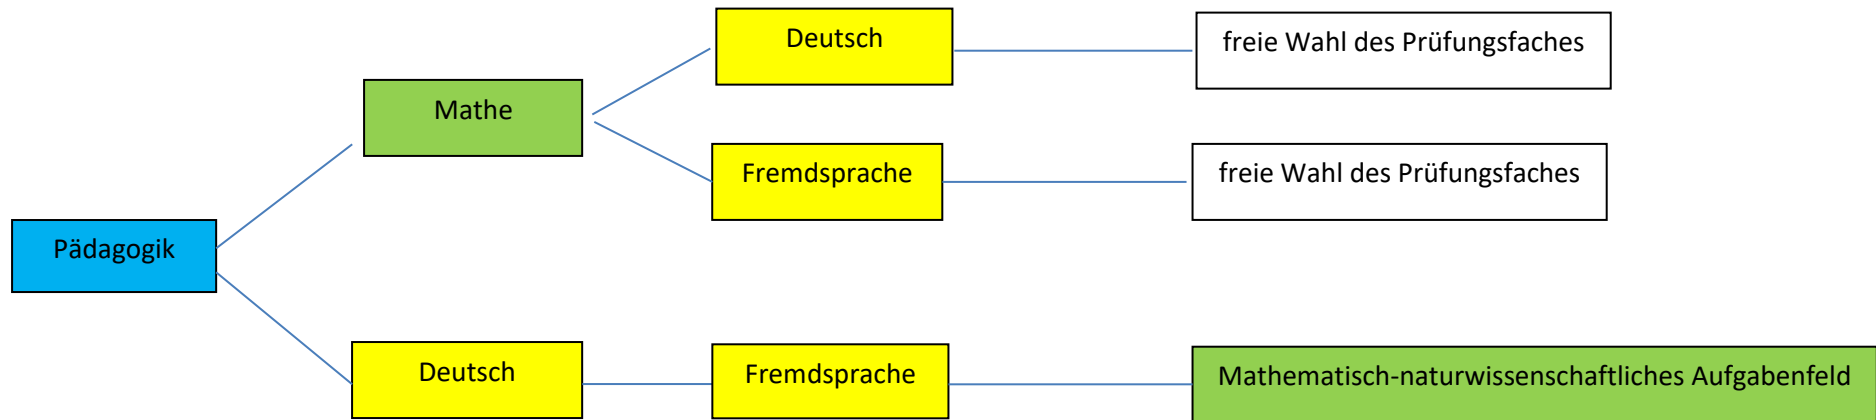 Deutsch
freie Wahl des Prüfungsfaches
Mathe
Fremdsprache
freie Wahl des Prüfungsfaches
Pädagogik
Deutsch
Fremdsprache
Mathematisch-naturwissenschaftliches Aufgabenfeld